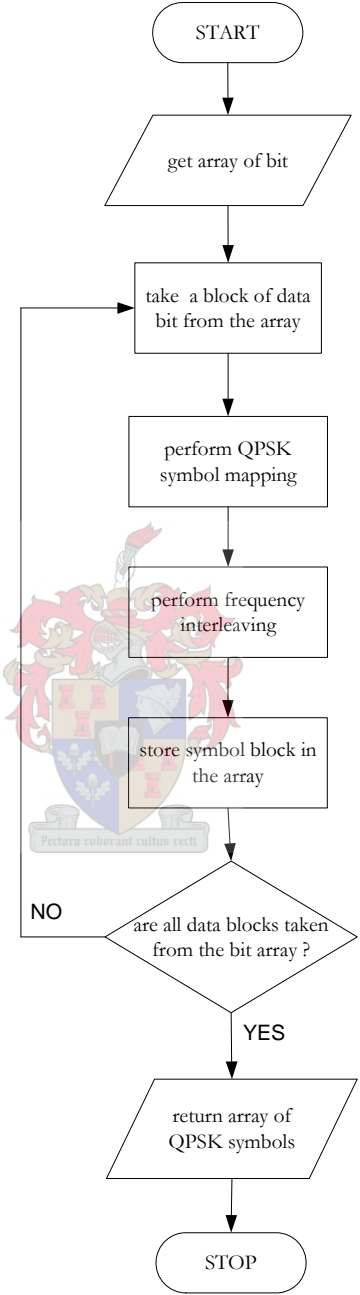 START
get array of bit
take a block of data
bit from the array
perform QPSK
symbol mapping
perform frequency
interleaving
store symbol block in
the array
Pectora roborant cultus recti
NO
are all data blocks taken
from the bit array ?
YES
return array of
QPSK symbols
STOP